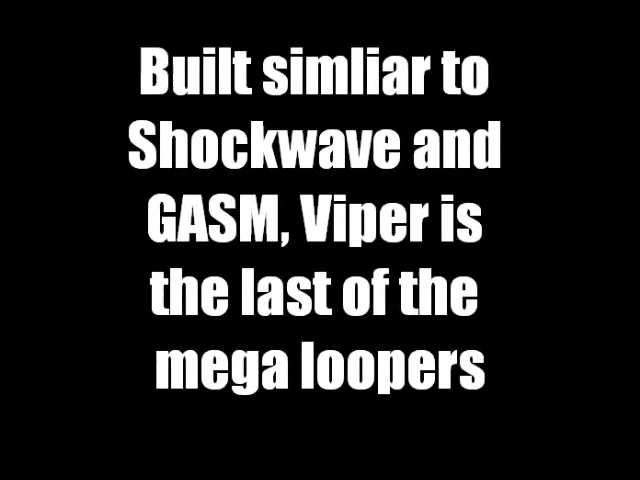 Built simliar to
Shockwave and
GASM, Viper is
the last of the
mega loopers